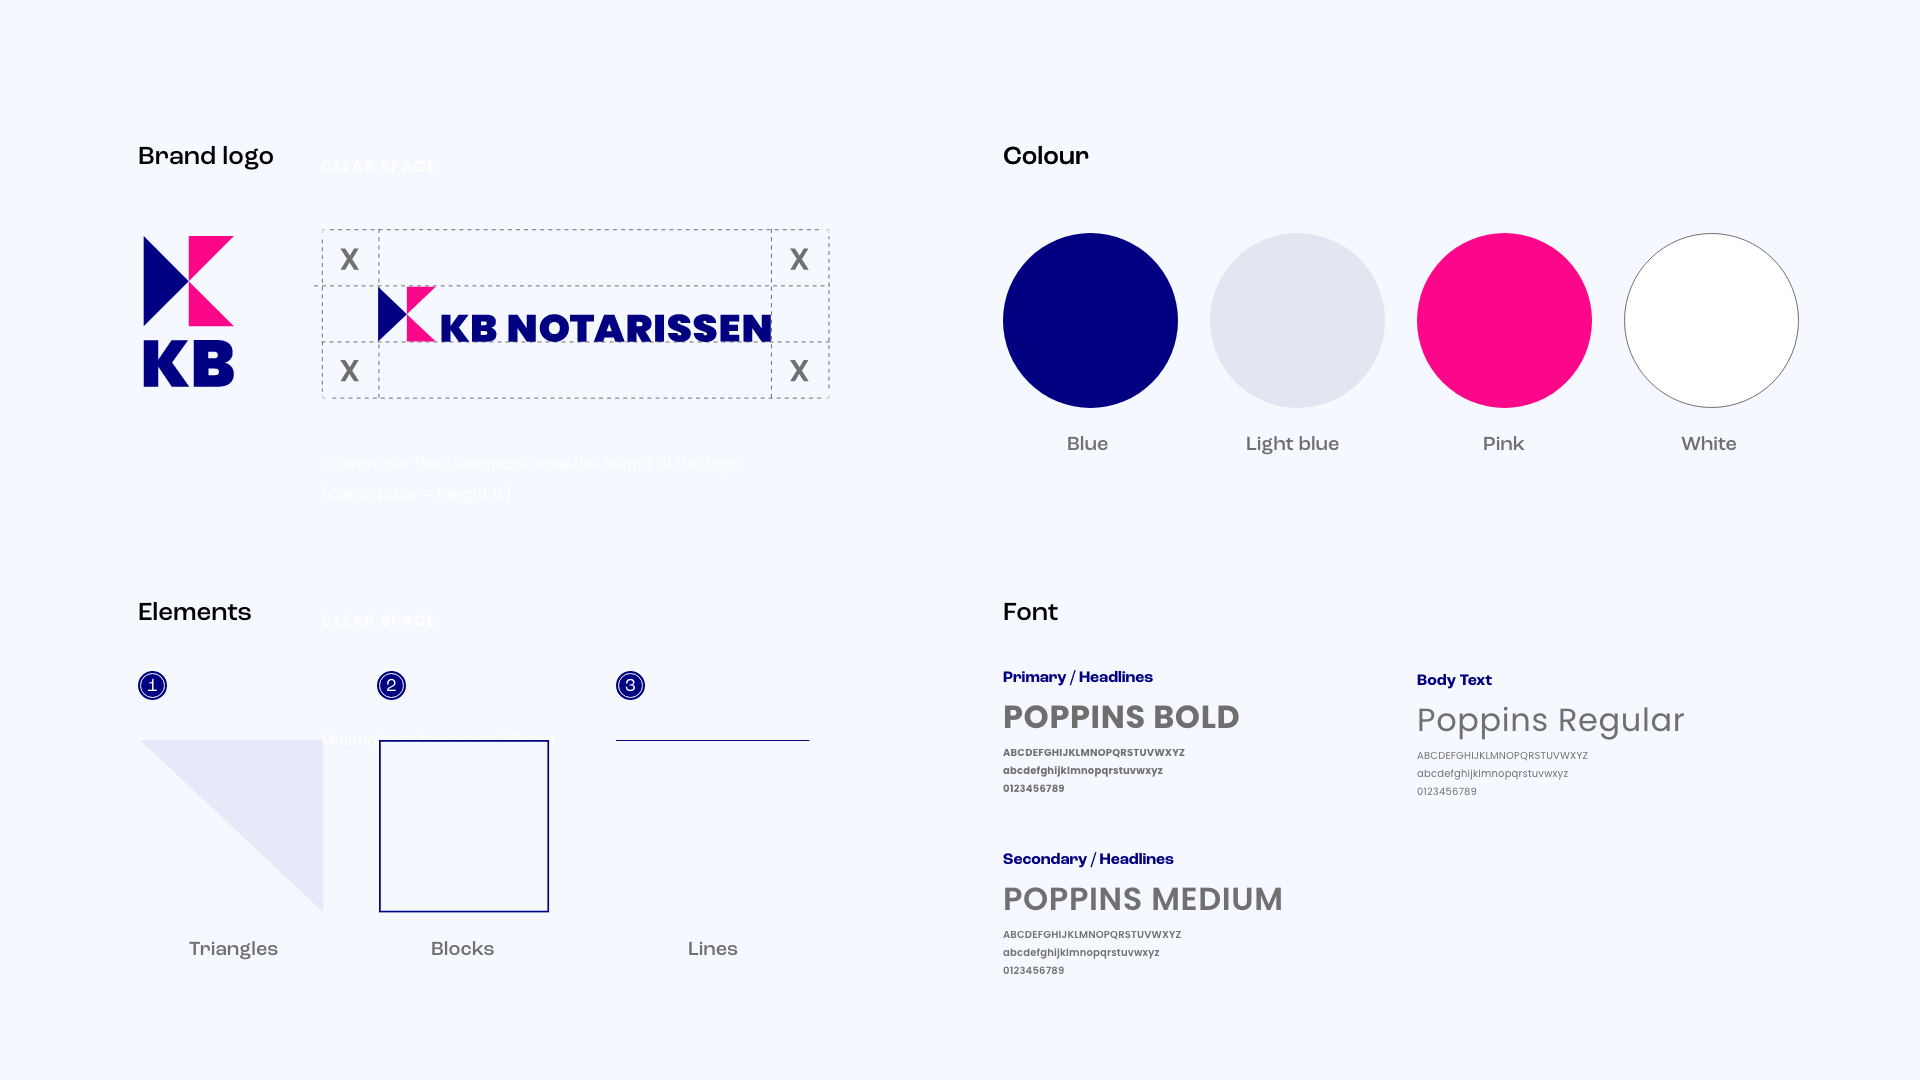 Brand logo
CLEAR SPACE
X
X
KB NOTARISSEN
KB
X
X
To work out the clearspace take the height of the logo
(Clearspace = Height 1x)
Colour
Blue
Light blue
Pink
White
Elements
CLEAR SPACE
1
2
3
Triangles
Blocks
Lines
Font
Primary / Headlines
POPPINS BOLD
ABCDEFGHIJKLMNOPQRSTUVWXYZ
abcdefghijklmnopqrstuvwxyz
0123456789
Body Text
Poppins Regular
ABCDEFGHIJKLMNOPQRSTUVWXYZ
abcdefghijklmnopqrstuvwxyz
0123456789
Secondary / Headlines
POPPINS MEDIUM
ABCDEFGHIJKLMNOPQRSTUVWXYZ
abcdefghijklmnopqrstuvwxyz
0123456789